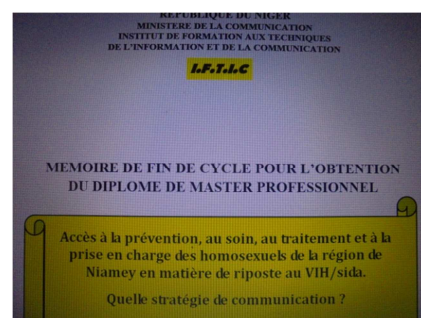 REPUBLIQUE DU NIGER
MINISTERE DE LA COMMUNICATION
INSTITUT DE FORMATION AUX TECHNIQUES
DE L'INFORMATION ET DE LA COMMUNICATION
I.F.T.I.C
MEMOIRE DE FIN DE CYCLE POUR L'OBTENTION
DU DIPLOME DE MASTER PROFESSIONNEL
Accès à la prévention, au soin, au traitement et à la
prise en charge des homosexuels de la région de
Niamey en matière de riposte au VIH/sida.
Quelle stratégie de communication ?